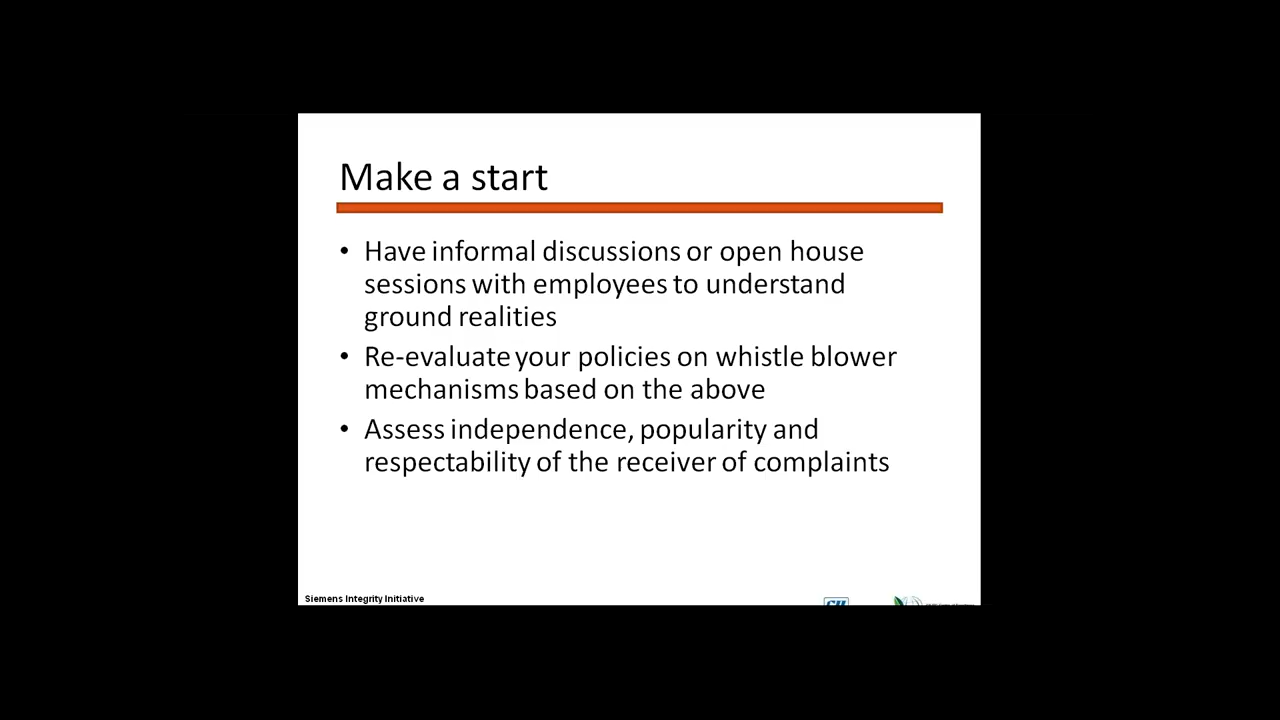 Make a start
• Have informal discussions or open house
sessions with employees to understand
ground realities
• Re-evaluate your policies on whistle blower
mechanisms based on the above
• Assess independence, popularity and
respectability of the receiver of complaints
Siemens Integrity Initiative